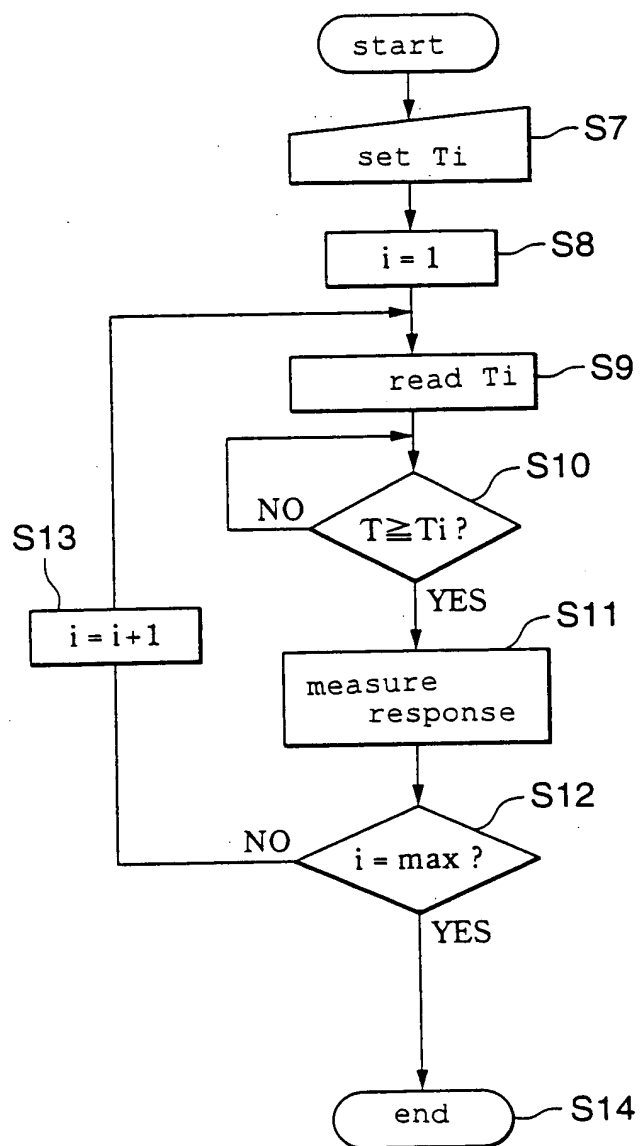 start
S7
set Ti
S8
i = 1
S9
read Ti
S10
NO
T≧Ti?
S13
YES
i = i+1
S11
measure
response
S12
NO
i = max ?
YES
end
S14